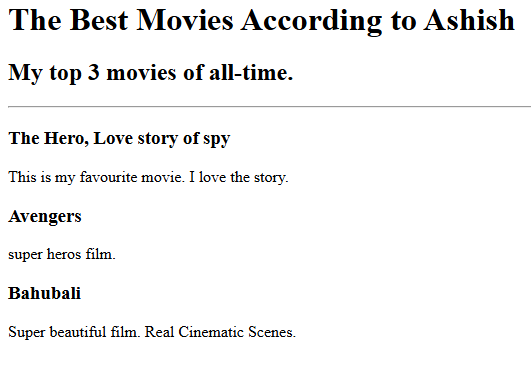 The Best Movies According to Ashish
My top 3 movies of all-time.
The Hero, Love story of spy
This is my favourite movie. I love the story.
Avengers
super heros film.
Bahubali
Super beautiful film. Real Cinematic Scenes.